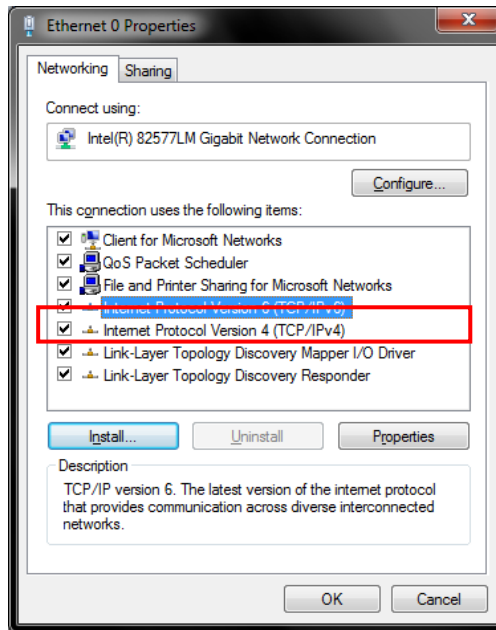 Ethernet 0 Properties
Networking
Sharing
Connect using:
Intel(R) 82577LM Gigabit Network Connection
Configure...
This connection uses the following items:
Client for Microsoft Networks
QoS Packet Scheduler
File and Printer Sharing for Microsoft Networks
Internet Protocol Version 6 (TCP/IPv6)
Internet Protocol Version 4 (TCP/IPv4)
Link-Layer Topology Discovery Mapper I/O Driver
Link-Layer Topology Discovery Responder
Install...
Uninstall
Properties
Description
TCP/IP version 6. The latest version of the internet protocol
that provides communication across diverse interconnected
networks.
OK
Cancel